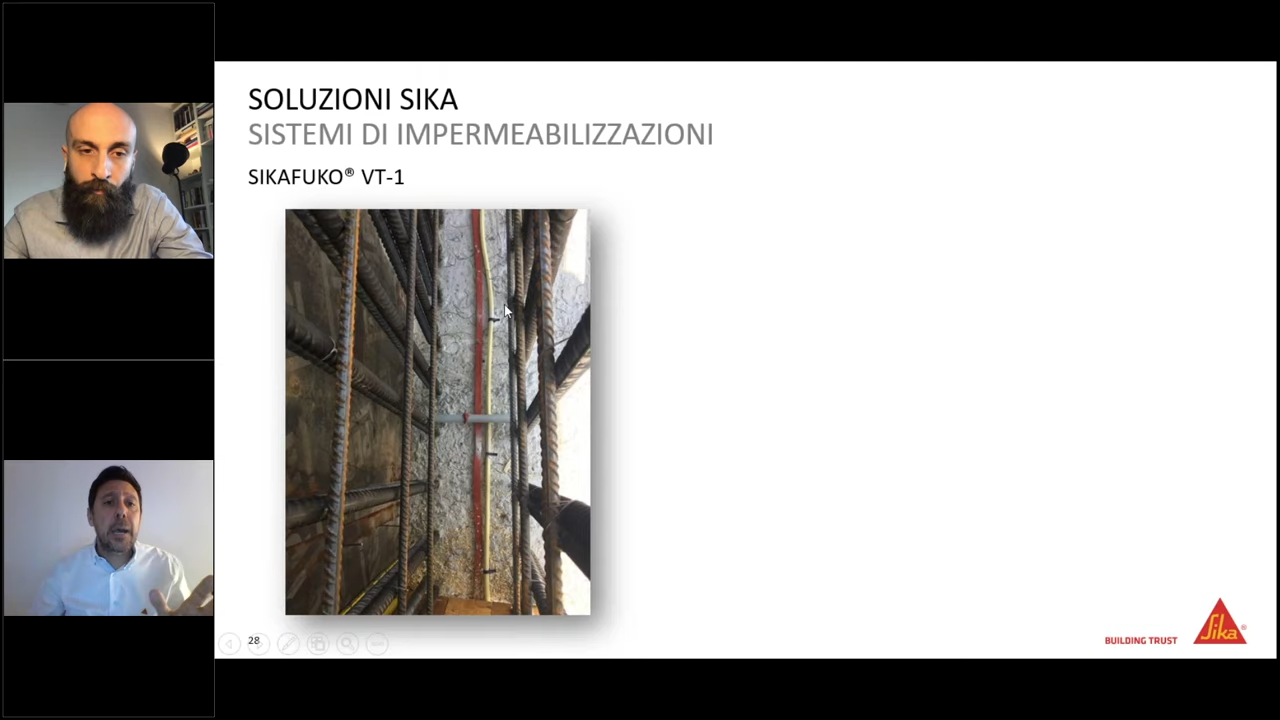 SOLUZIONI SIKA
SISTEMI DI IMPERMEABILIZZAZIONI
SIKAFUKO® VT-1
28
BUILDING TRUST
Sika®